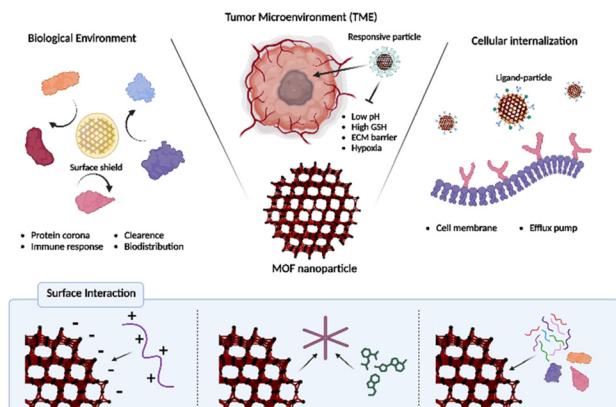 Tumor Microenvironment (TME)
Biological Environment
Responsive particle
Cellular internalization
Ligand-particle
Low pH
High GSH
ECM barrier
Hypoxia
Surface shield
Protein corona
Immune response
Clearence
Biodistribution
MOF nanoparticle
Cell membrane
Efflux pump
Surface Interaction
- + - + - - + - +